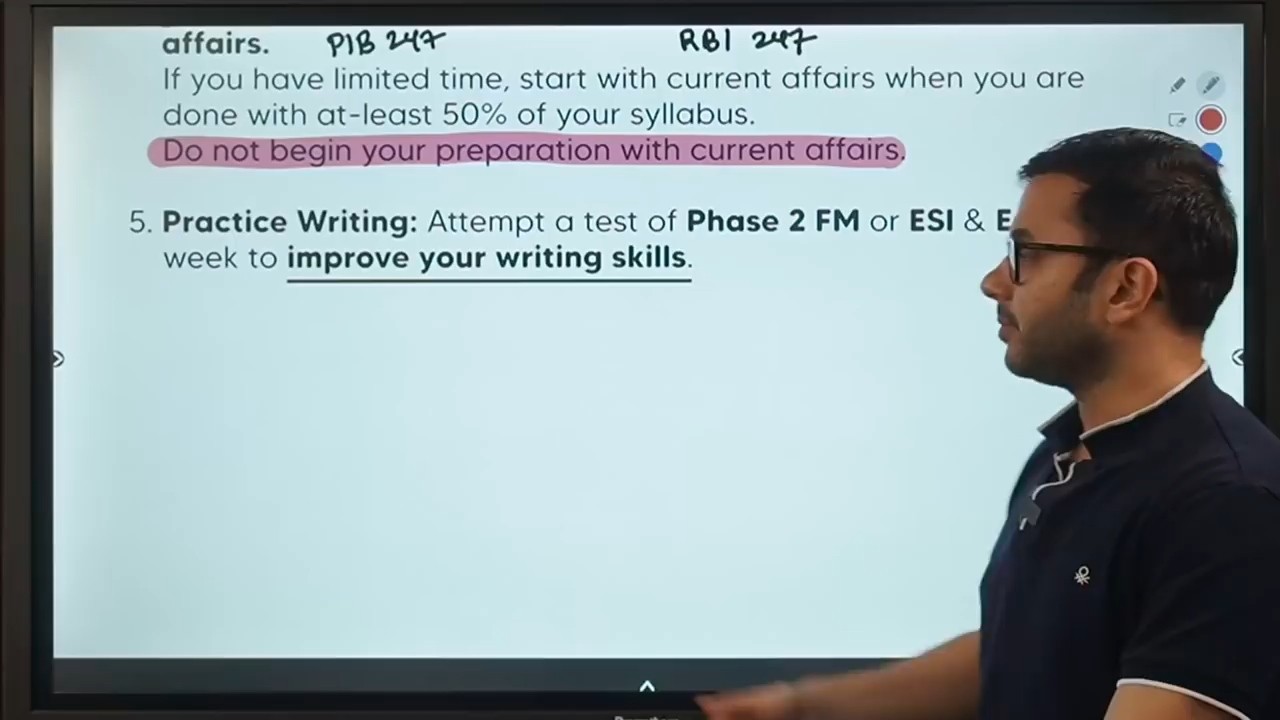 affairs. PIB 247 RBI 247
If you have limited time, start with current affairs when you are
done with at-least 50% of your syllabus.
Do not begin your preparation with current affairs.
5. Practice Writing: Attempt a test of Phase 2 FM or ESI & E
week to improve your writing skills.